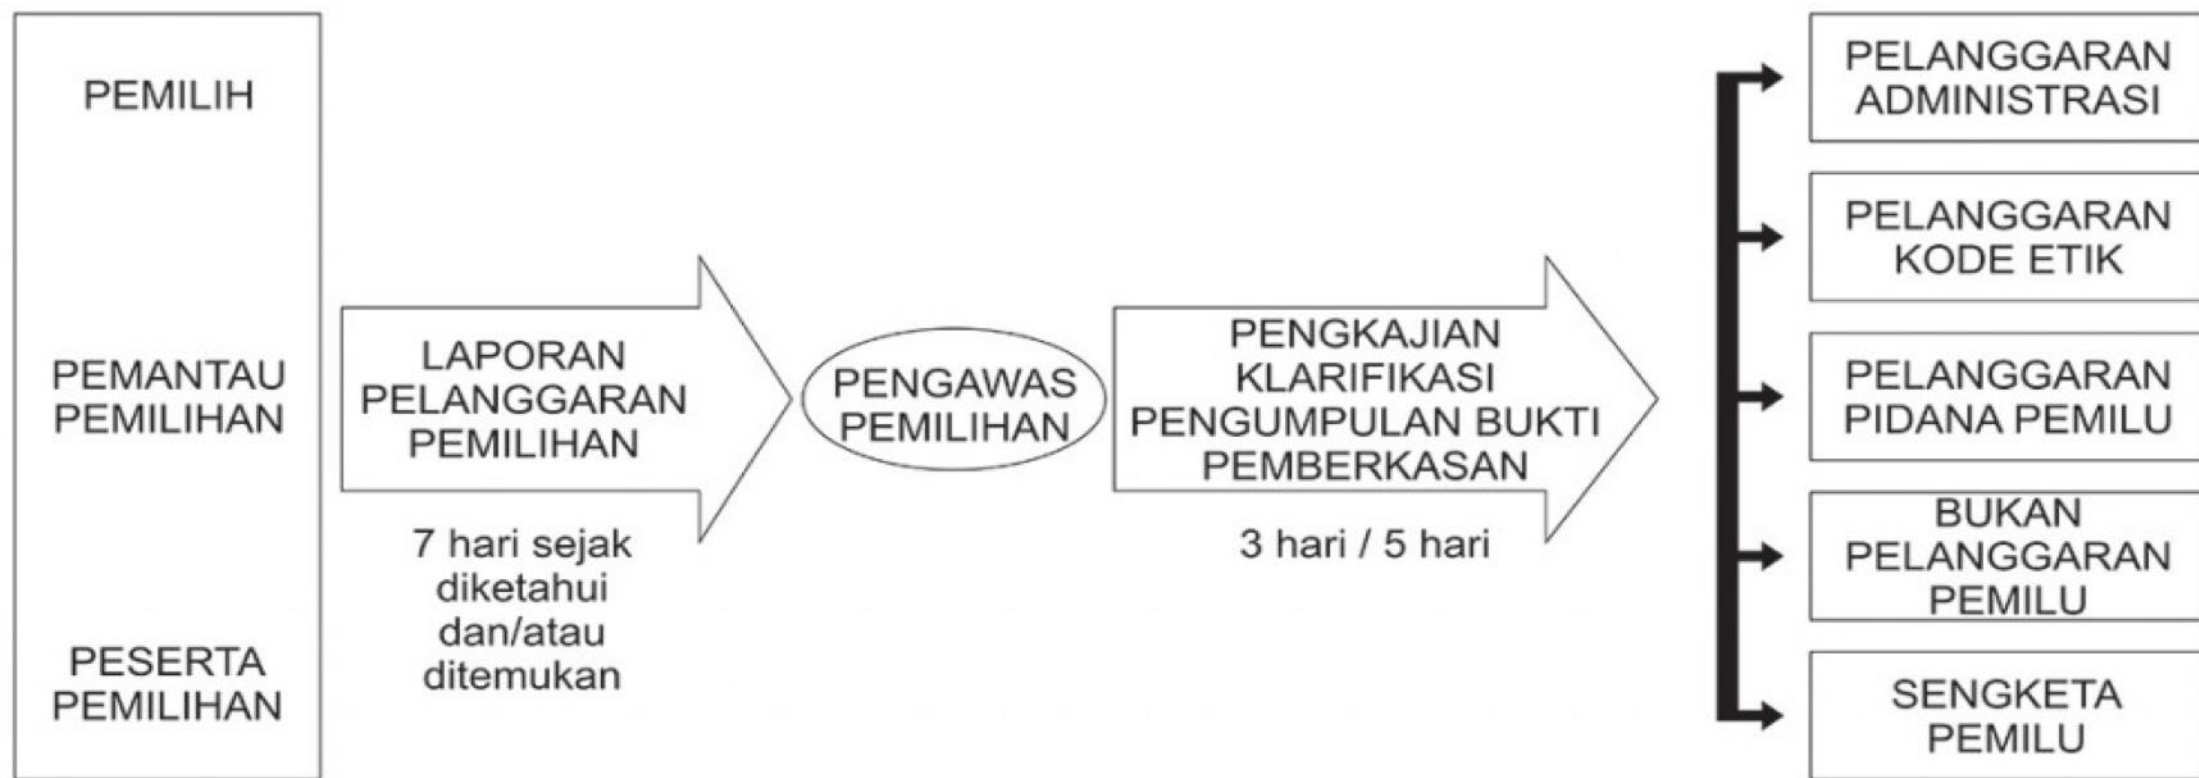 PEMILIH
PEMANTAU
PEMILIHAN
PESERTA
PEMILIHAN
LAPORAN
PELANGGARAN
PEMILIHAN
7 hari sejak
diketahui
dan/atau
ditemukan
PENGAWAS
PEMILIHAN
PENGKAJIAN
KLARIFIKASI
PENGUMPULAN BUKTI
PEMBERKASAN
3 hari / 5 hari
PELANGGARAN
ADMINISTRASI
PELANGGARAN
KODE ETIK
PELANGGARAN
PIDANA PEMILU
BUKAN
PELANGGARAN
PEMILU
SENGKETA
PEMILU